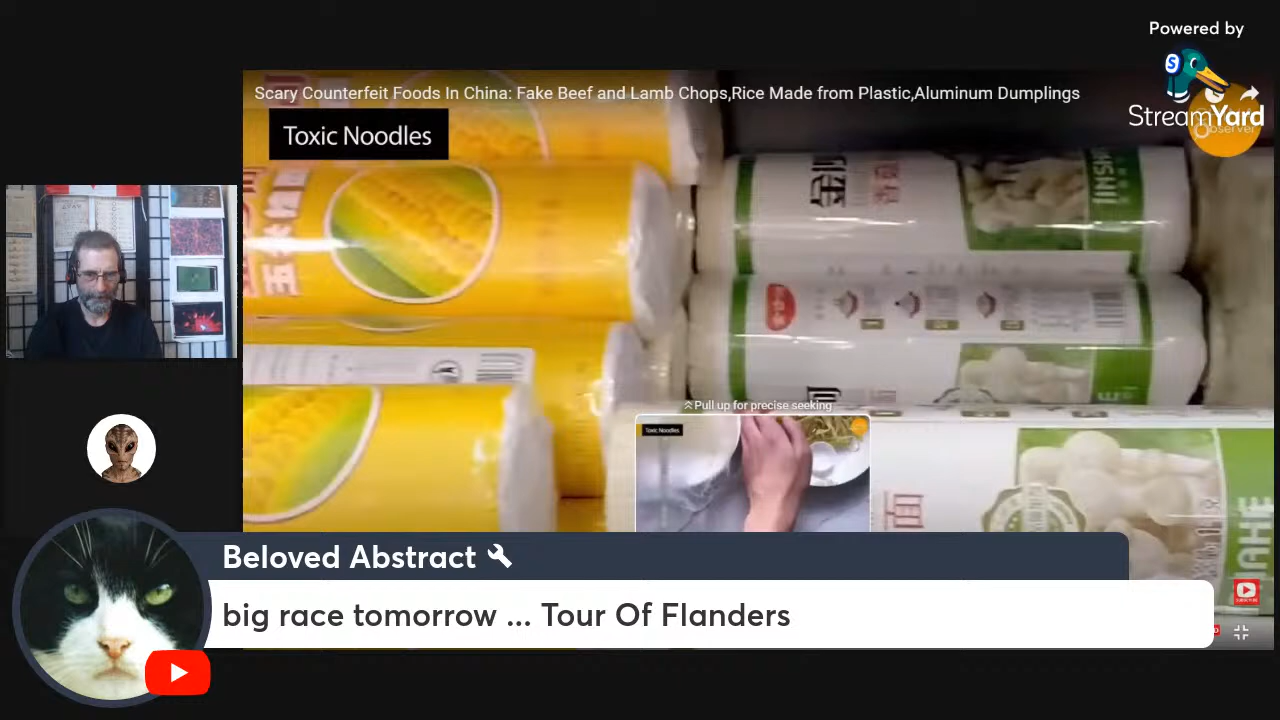 Powered by
StreamYard
Scary Counterfeit Foods In China: Fake Beef and Lamb Chops,Rice Made from Plastic,Aluminum Dumplings
Observer
Toxic Noodles
Pull up for precise seeking
Toxic Noodles
Beloved Abstract
big race tomorrow ... Tour Of Flanders